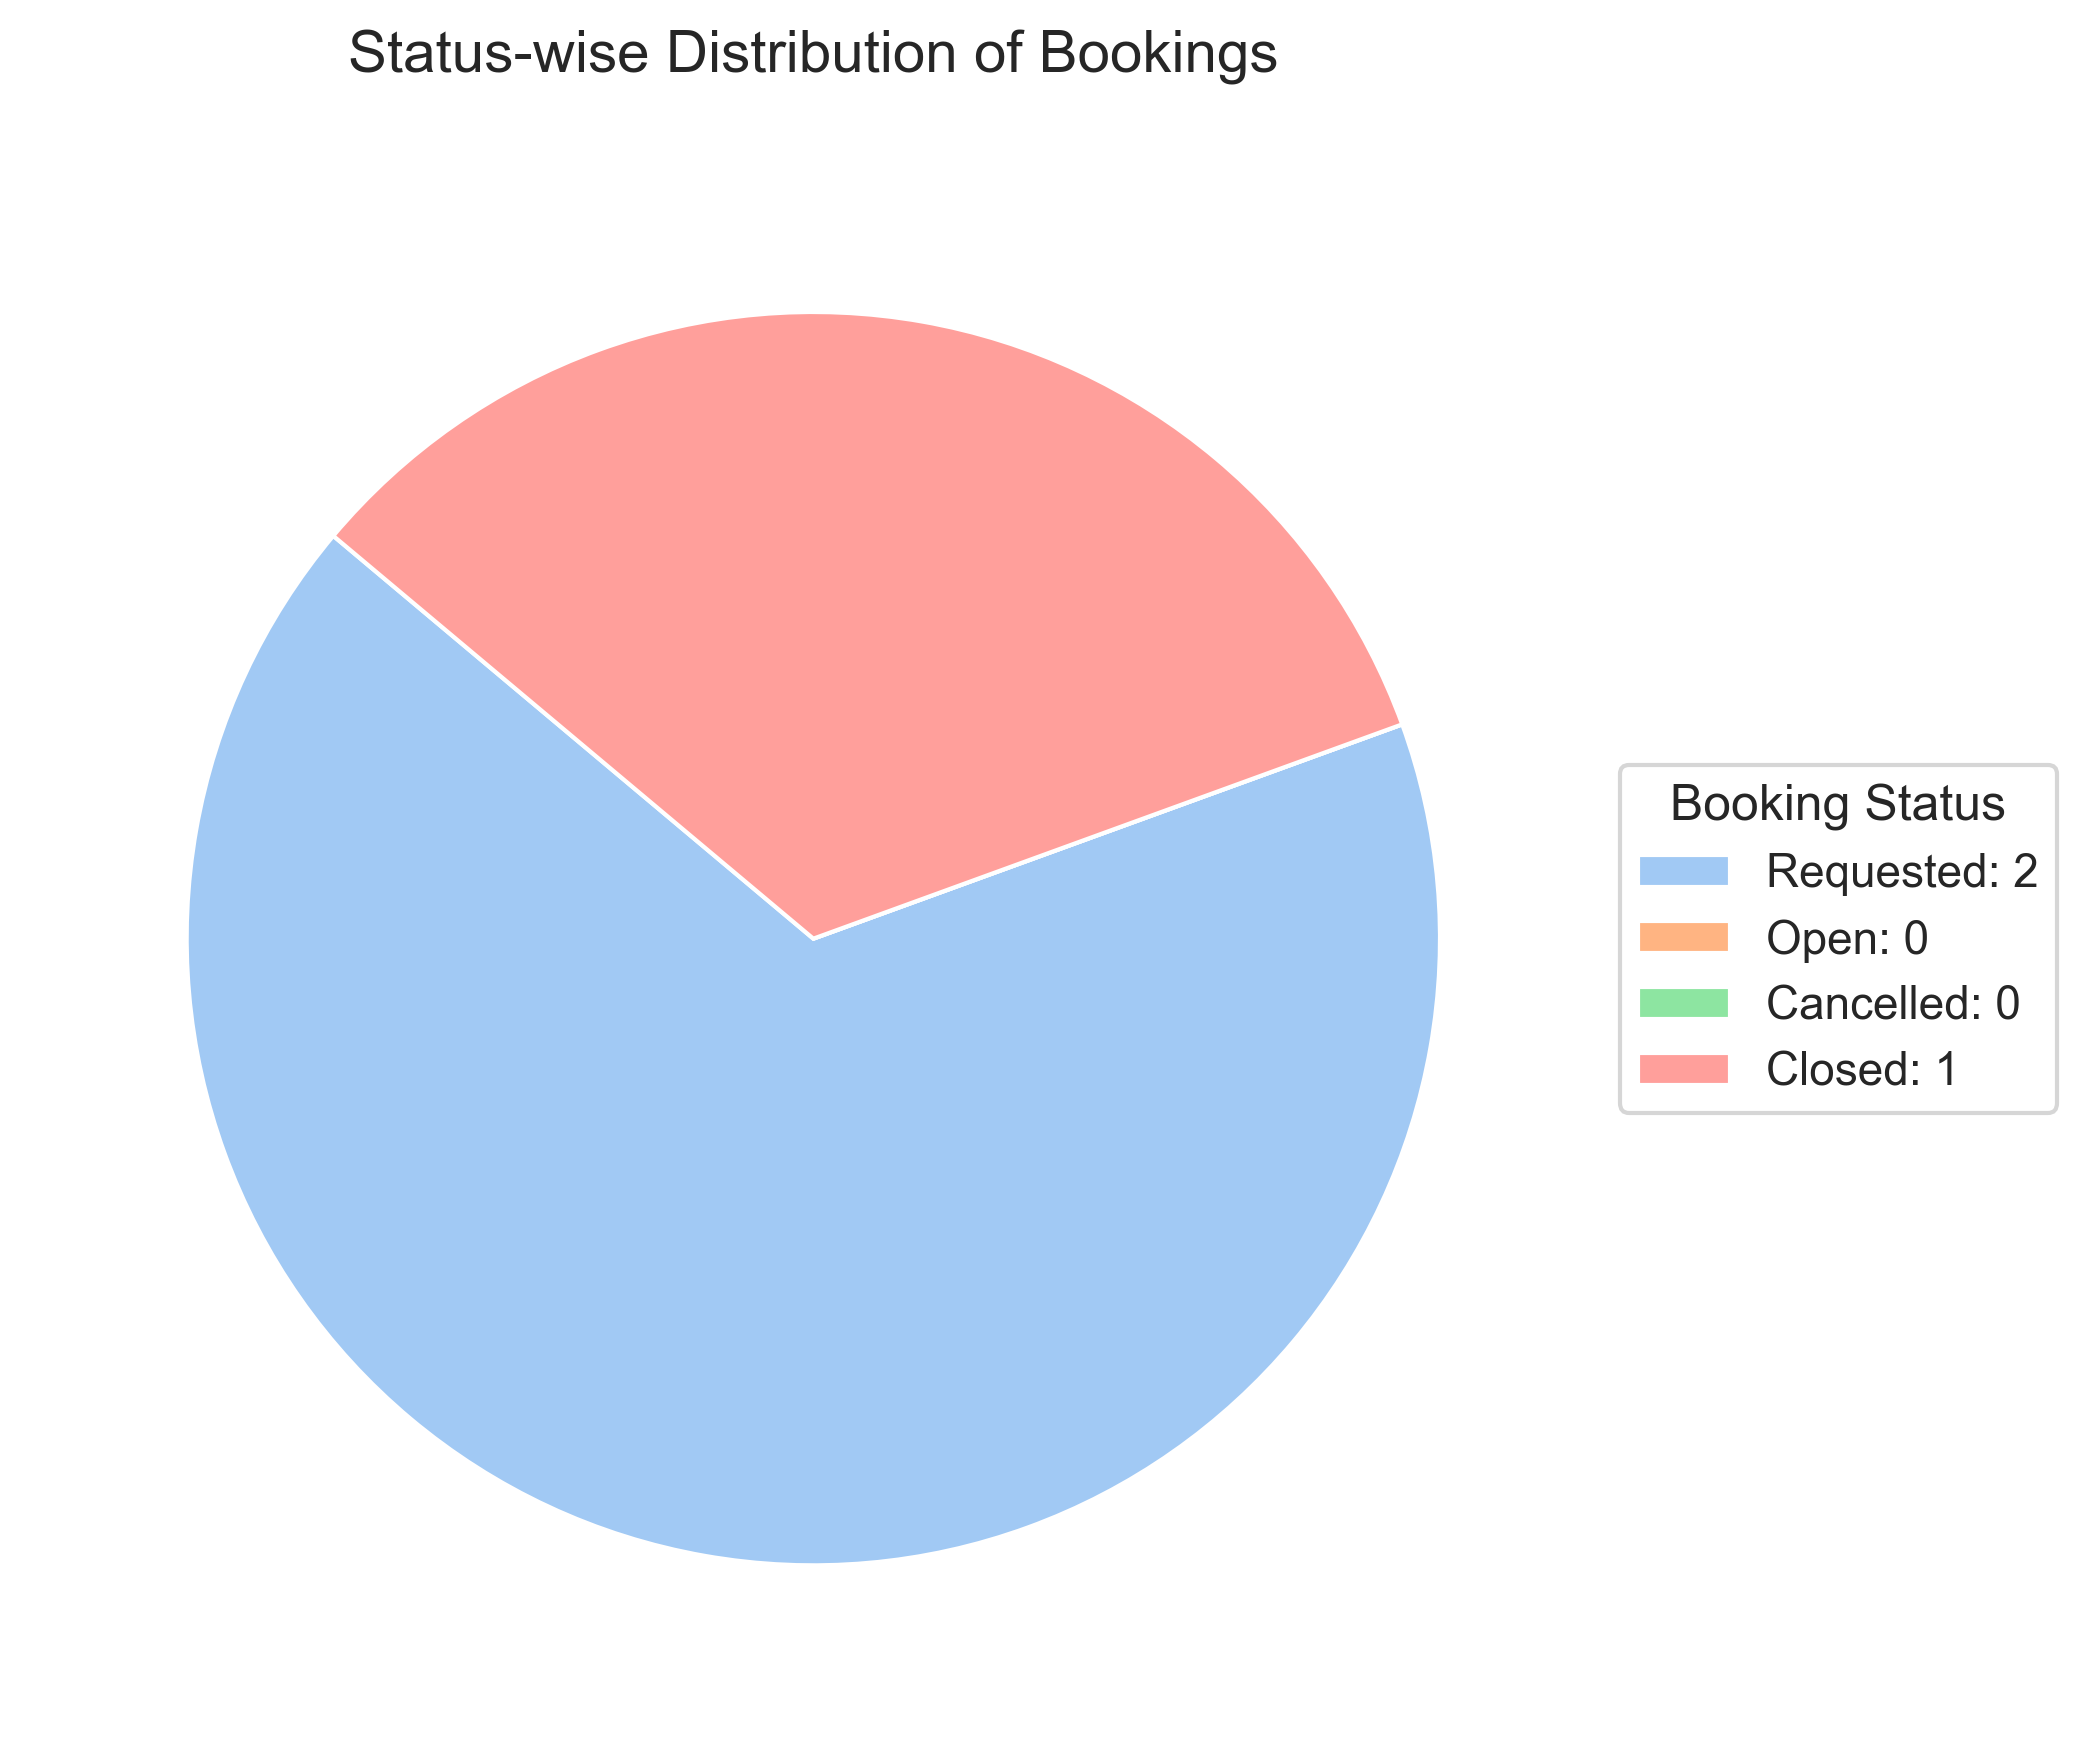 Status-wise Distribution of Bookings
Booking Status
Requested: 2
Open: 0
Cancelled: 0
Closed: 1